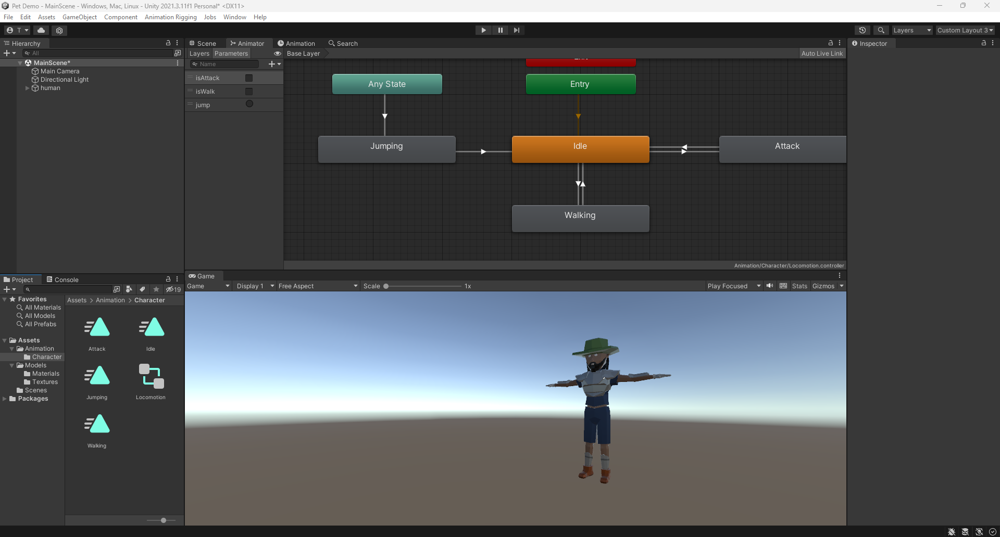 Pet Demo - MainScene - Windows, Mac, Linux - Unity 2021.3.11f1 Personal* <DX11>
File Edit Assets GameObject Component Animation Rigging Jobs Window Help
T
Layers
Custom Layout 3
Hierarchy
All
MainScene*
Main Camera
Directional Light
human
Scene
Animator
Animation
Search
Layers
Parameters
Base Layer
Auto Live Link
Name
isAttack
isWalk
jump
Any State
Entry
Jumping
Idle
Attack
Walking
Animation/Character/Locomotion.controller
Inspector
Project
Console
19
Favorites
All Materials
All Models
All Prefabs
Assets
Animation
Character
Models
Materials
Textures
Scenes
Packages
Assets > Animation > Character
Attack
Idle
Jumping
Locomotion
Walking
Game
Game
Display 1
Free Aspect
Scale
1x
Play Focused
Stats
Gizmos